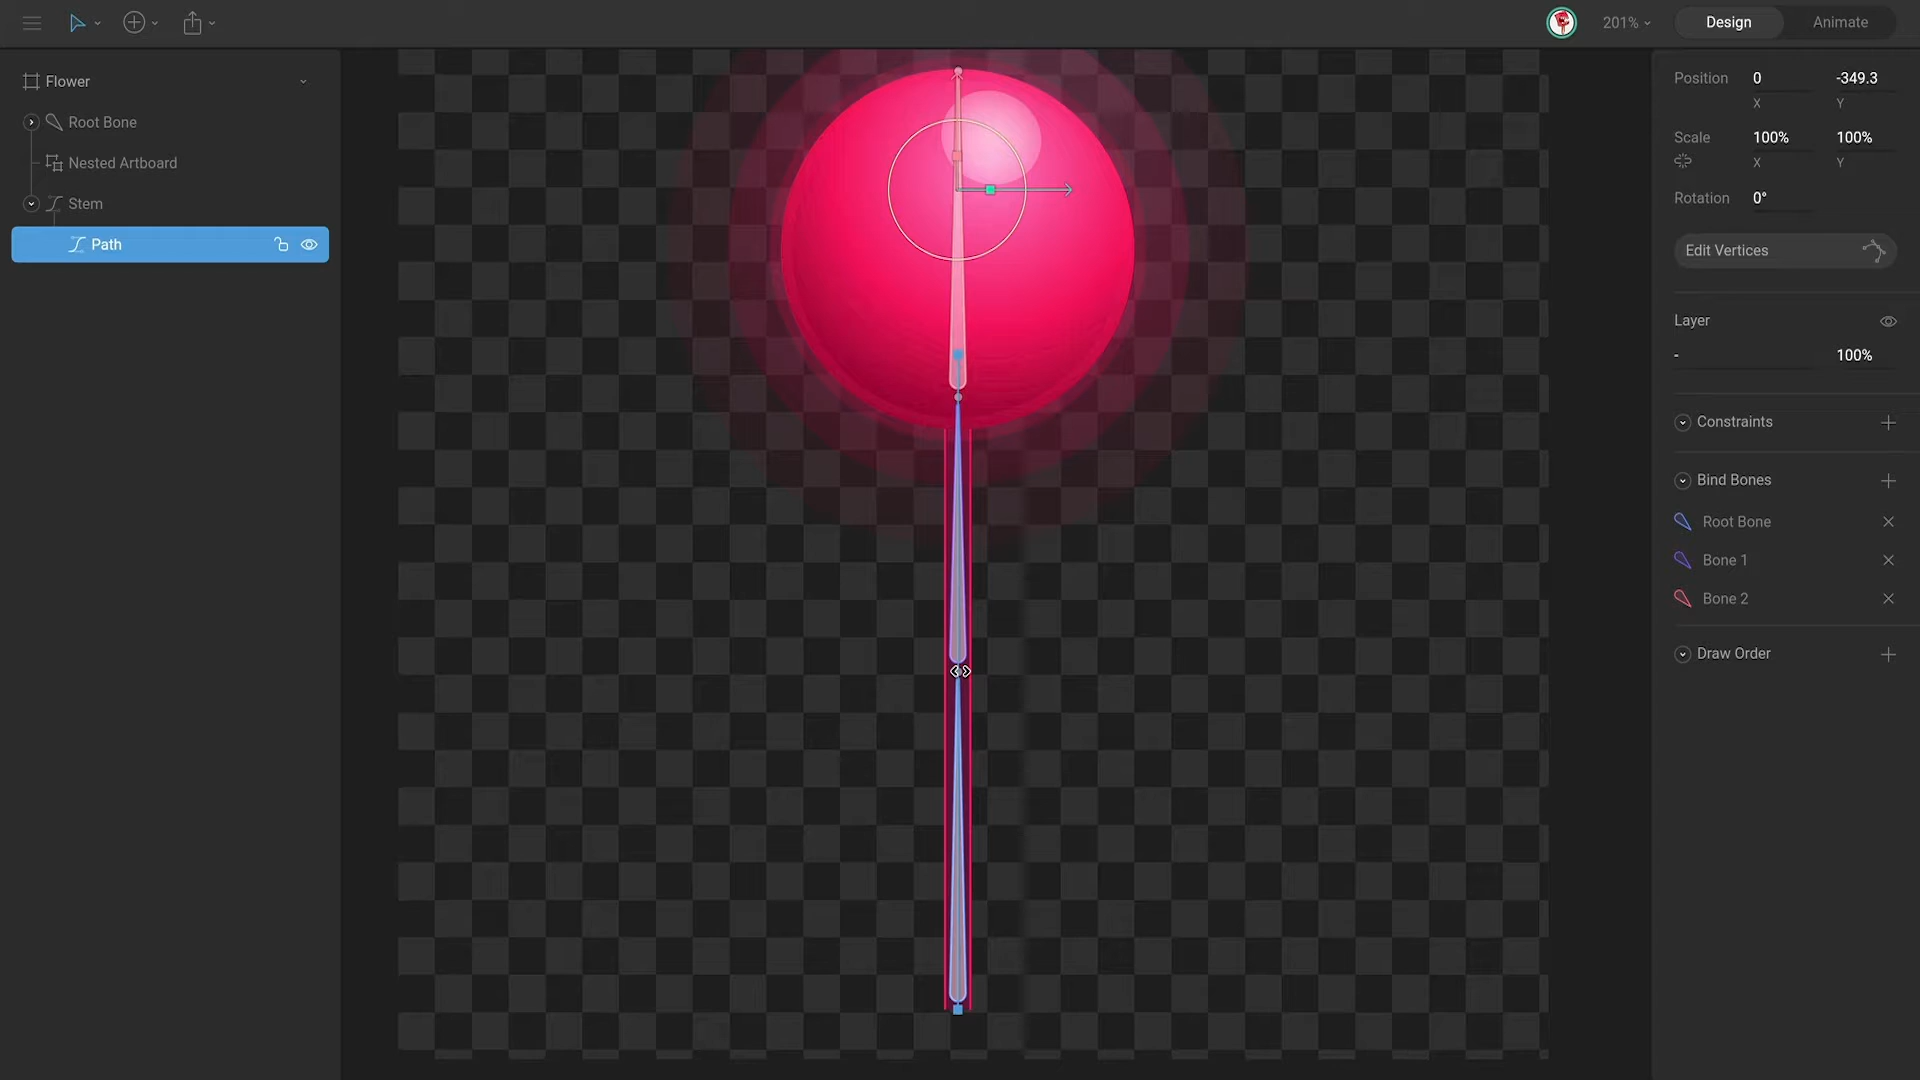 201%
Design
Animate
Flower
Root Bone
Nested Artboard
Stem
Path
Position 0 -349.3
X Y
Scale 100% 100%
X Y
Rotation 0°
Edit Vertices
Layer
- 100%
Constraints
Bind Bones
Root Bone
Bone 1
Bone 2
Draw Order